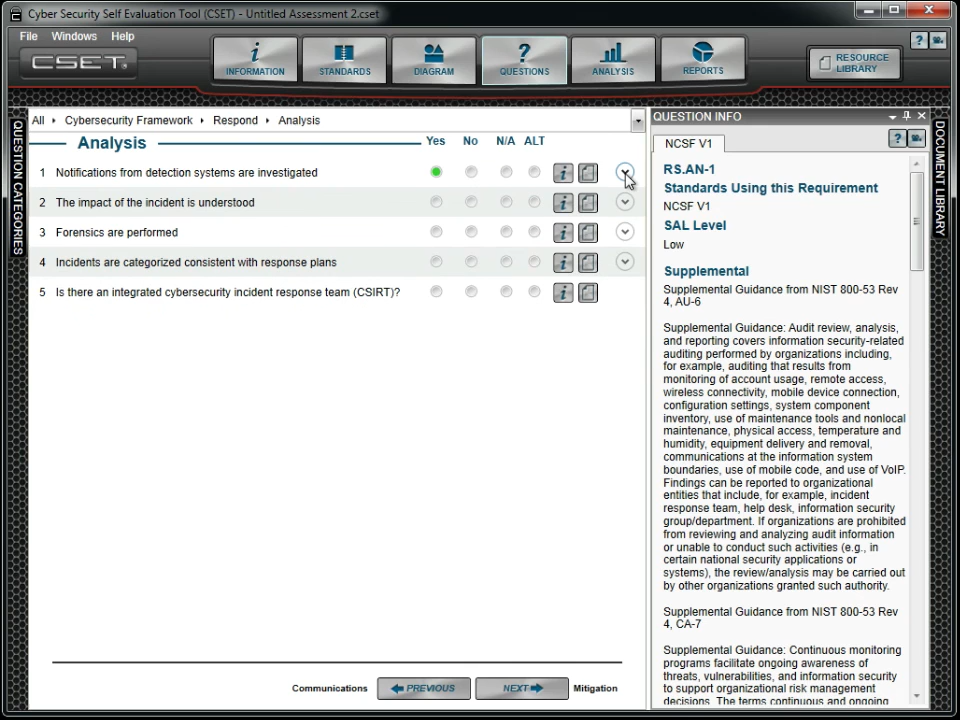 Cyber Security Self Evaluation Tool (CSET) - Untitled Assessment 2.cset
File Windows Help
CSET.
INFORMATION
STANDARDS
DIAGRAM
QUESTIONS
ANALYSIS
REPORTS
RESOURCE
LIBRARY
QUESTION CATEGORIES
All Cybersecurity Framework Respond Analysis
Analysis Yes No N/A ALT
1 Notifications from detection systems are investigated
2 The impact of the incident is understood
3 Forensics are performed
4 Incidents are categorized consistent with response plans
5 Is there an integrated cybersecurity incident response team (CSIRT)?
Communications PREVIOUS NEXT Mitigation
QUESTION INFO
NCSF V1
RS.AN-1
Standards Using this Requirement
NCSF V1
SAL Level
Low
Supplemental
Supplemental Guidance from NIST 800-53 Rev
4, AU-6
Supplemental Guidance: Audit review, analysis,
and reporting covers information security-related
auditing performed by organizations including,
for example, auditing that results from
monitoring of account usage, remote access,
wireless connectivity, mobile device connection,
configuration settings, system component
inventory, use of maintenance tools and nonlocal
maintenance, physical access, temperature and
humidity, equipment delivery and removal,
communications at the information system
boundaries, use of mobile code, and use of VoIP.
Findings can be reported to organizational
entities that include, for example, incident
response team, help desk, information security
group/department. If organizations are prohibited
from reviewing and analyzing audit information
or unable to conduct such activities (e.g., in
certain national security applications or
systems), the review/analysis may be carried out
by other organizations granted such authority.
Supplemental Guidance from NIST 800-53 Rev
4, CA-7
Supplemental Guidance: Continuous monitoring
programs facilitate ongoing awareness of
threats, vulnerabilities, and information security
to support organizational risk management
decisions. The terms continuous and ongoing
DOCUMENT LIBRARY